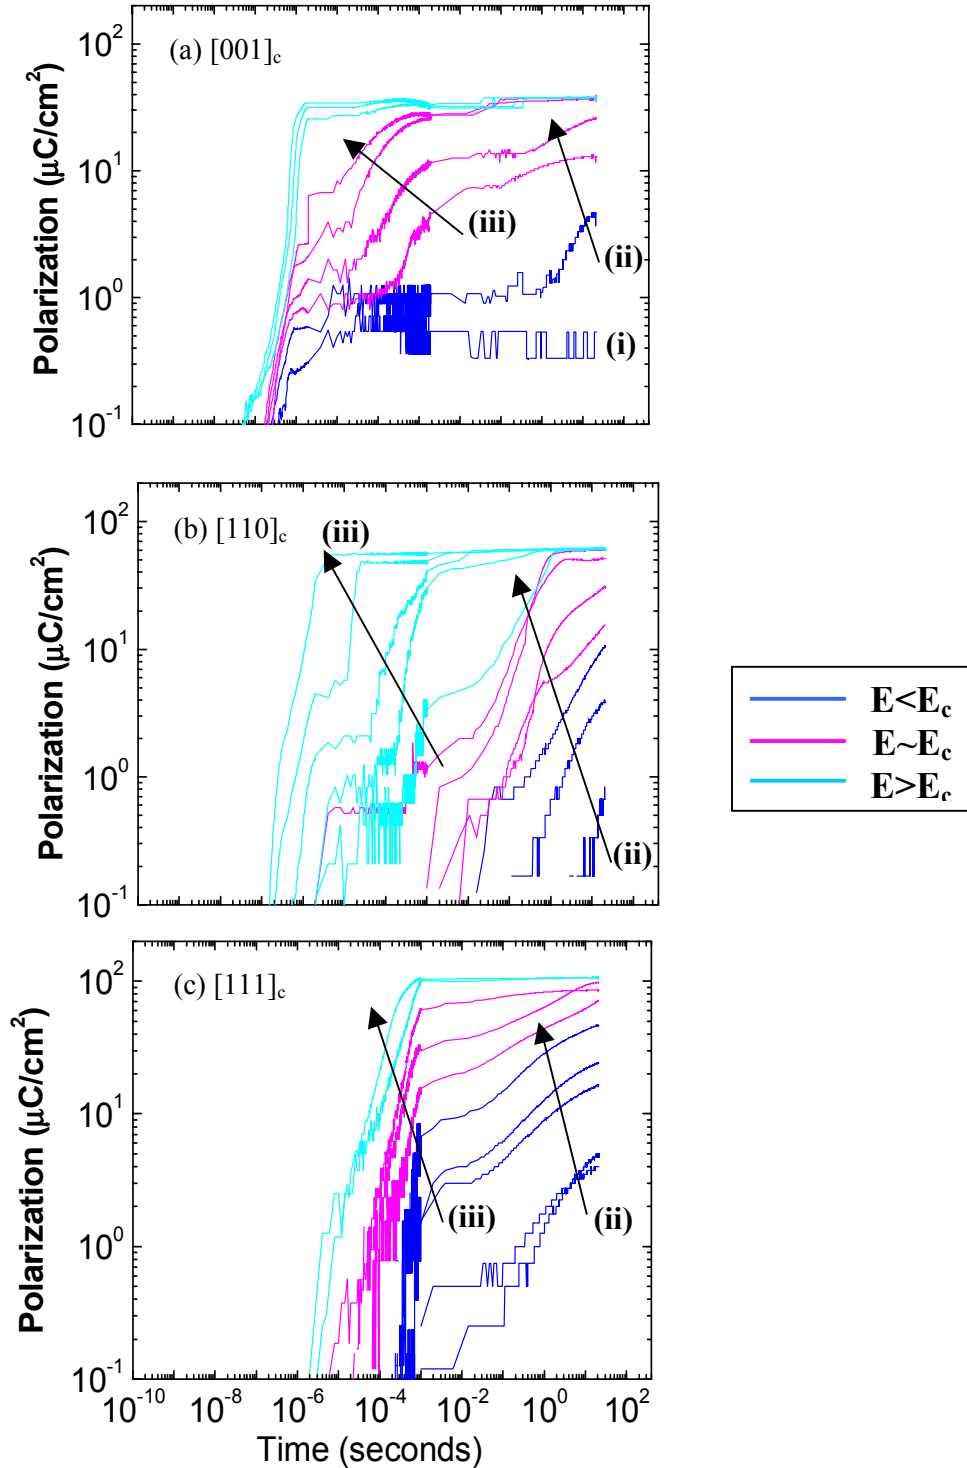 (a) [001]c
10²
10¹
10⁰
10⁻¹
Polarization (μC/cm²)
(iii)
(ii)
(i)
(b) [110]c
(iii)
10²
10¹
10⁰
10⁻¹
Polarization (μC/cm²)
(ii)
E<Ec
E~Ec
E>Ec
(c) [111]c
10²
10¹
10⁰
10⁻¹
Polarization (μC/cm²)
(iii)
(ii)
10⁻¹⁰ 10⁻⁸ 10⁻⁶ 10⁻⁴ 10⁻² 10⁰ 10²
Time (seconds)